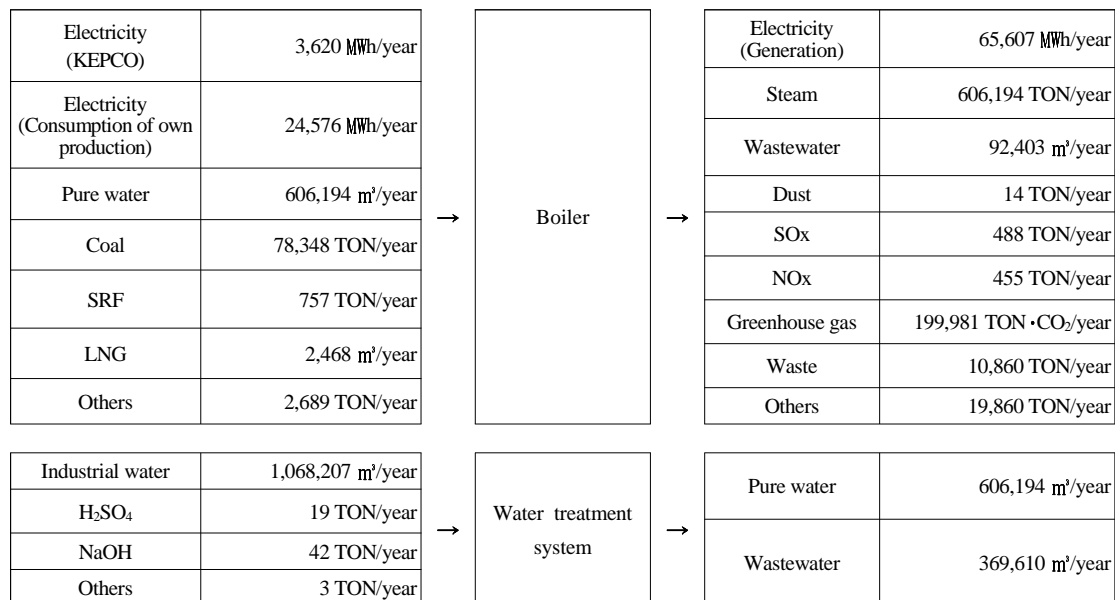 Electricity
(KEPCO)
3,620 MWh/year
Electricity
(Consumption of own
production)
24,576 MWh/year
Pure water
606,194 m³/year
Coal
78,348 TON/year
SRF
757 TON/year
LNG
2,468 m³/year
Others
2,689 TON/year
→
Boiler
→
Electricity
(Generation)
65,607 MWh/year
Steam
606,194 TON/year
Wastewater
92,403 m³/year
Dust
14 TON/year
SOx
488 TON/year
NOx
455 TON/year
Greenhouse gas
199,981 TON·CO₂/year
Waste
10,860 TON/year
Others
19,860 TON/year
Industrial water
1,068,207 m³/year
H₂SO₄
19 TON/year
NaOH
42 TON/year
Others
3 TON/year
→
Water treatment
system
→
Pure water
606,194 m³/year
Wastewater
369,610 m³/year